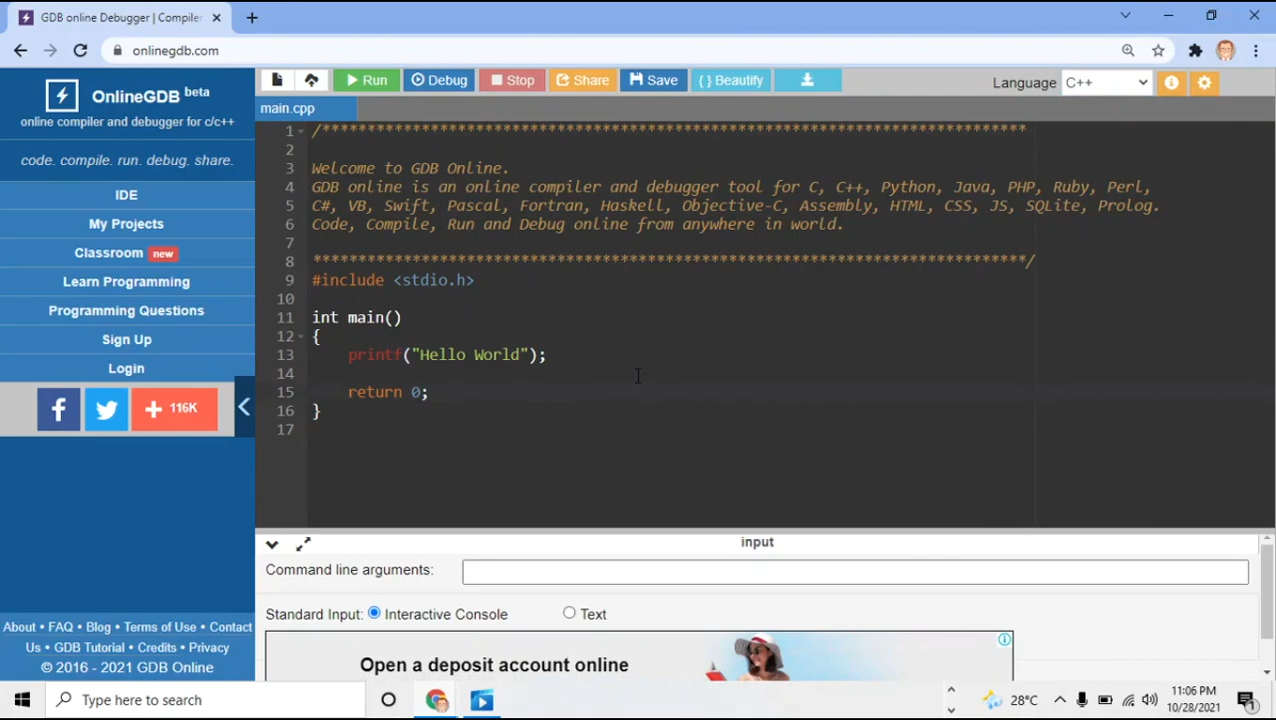 GDB online Debugger | Compiler
onlinegdb.com
OnlineGDB beta
online compiler and debugger for c/c++
code. compile. run. debug. share.
IDE
My Projects
Classroom new
Learn Programming
Programming Questions
Sign Up
Login
116K
About • FAQ • Blog • Terms of Use • Contact
Us • GDB Tutorial • Credits • Privacy
© 2016 - 2021 GDB Online
Run Debug Stop Share Save { } Beautify
Language C++
main.cpp
1 /******************************************************************************
2
3 Welcome to GDB Online.
4 GDB online is an online compiler and debugger tool for C, C++, Python, Java, PHP, Ruby, Perl,
5 C#, VB, Swift, Pascal, Fortran, Haskell, Objective-C, Assembly, HTML, CSS, JS, SQLite, Prolog.
6 Code, Compile, Run and Debug online from anywhere in world.
7
8 *******************************************************************************/
9 #include <stdio.h>
10
11 int main()
12 {
13 printf("Hello World");
14
15 return 0;
16 }
17
input
Command line arguments:
Standard Input: Interactive Console Text
Open a deposit account online
Type here to search
28°C
11:06 PM
10/28/2021
1